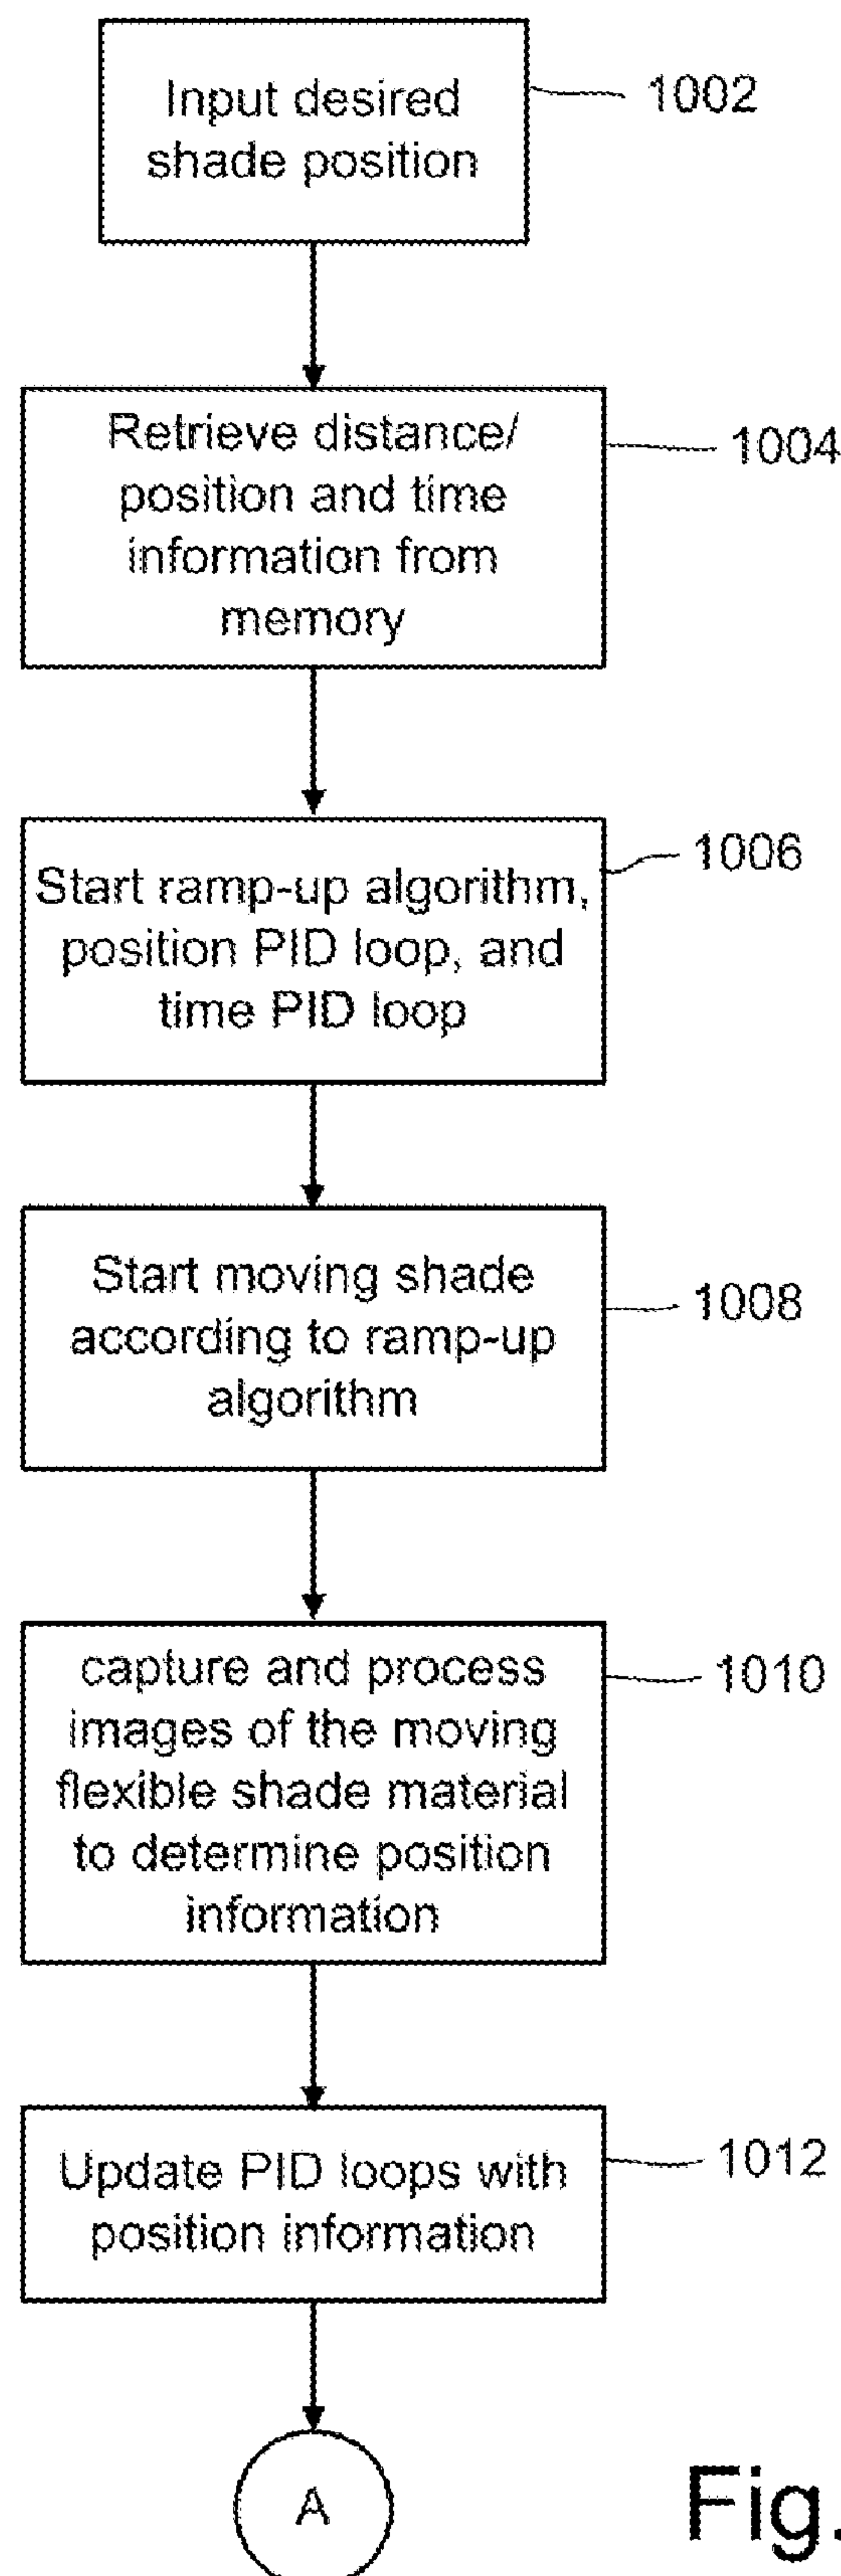 Input desired
shade position
1002
Retrieve distance/
position and time
information from
memory
1004
Start ramp-up algorithm,
position PID loop, and
time PID loop
1006
Start moving shade
according to ramp-up
algorithm
1008
capture and process
images of the moving
flexible shade material
to determine position
information
1010
Update PID loops with
position information
1012
A
Fig.